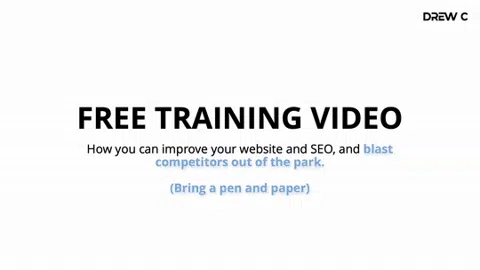 DREW C
FREE TRAINING VIDEO
How you can improve your website and SEO, and blast
competitors out of the park.
(Bring a pen and paper)